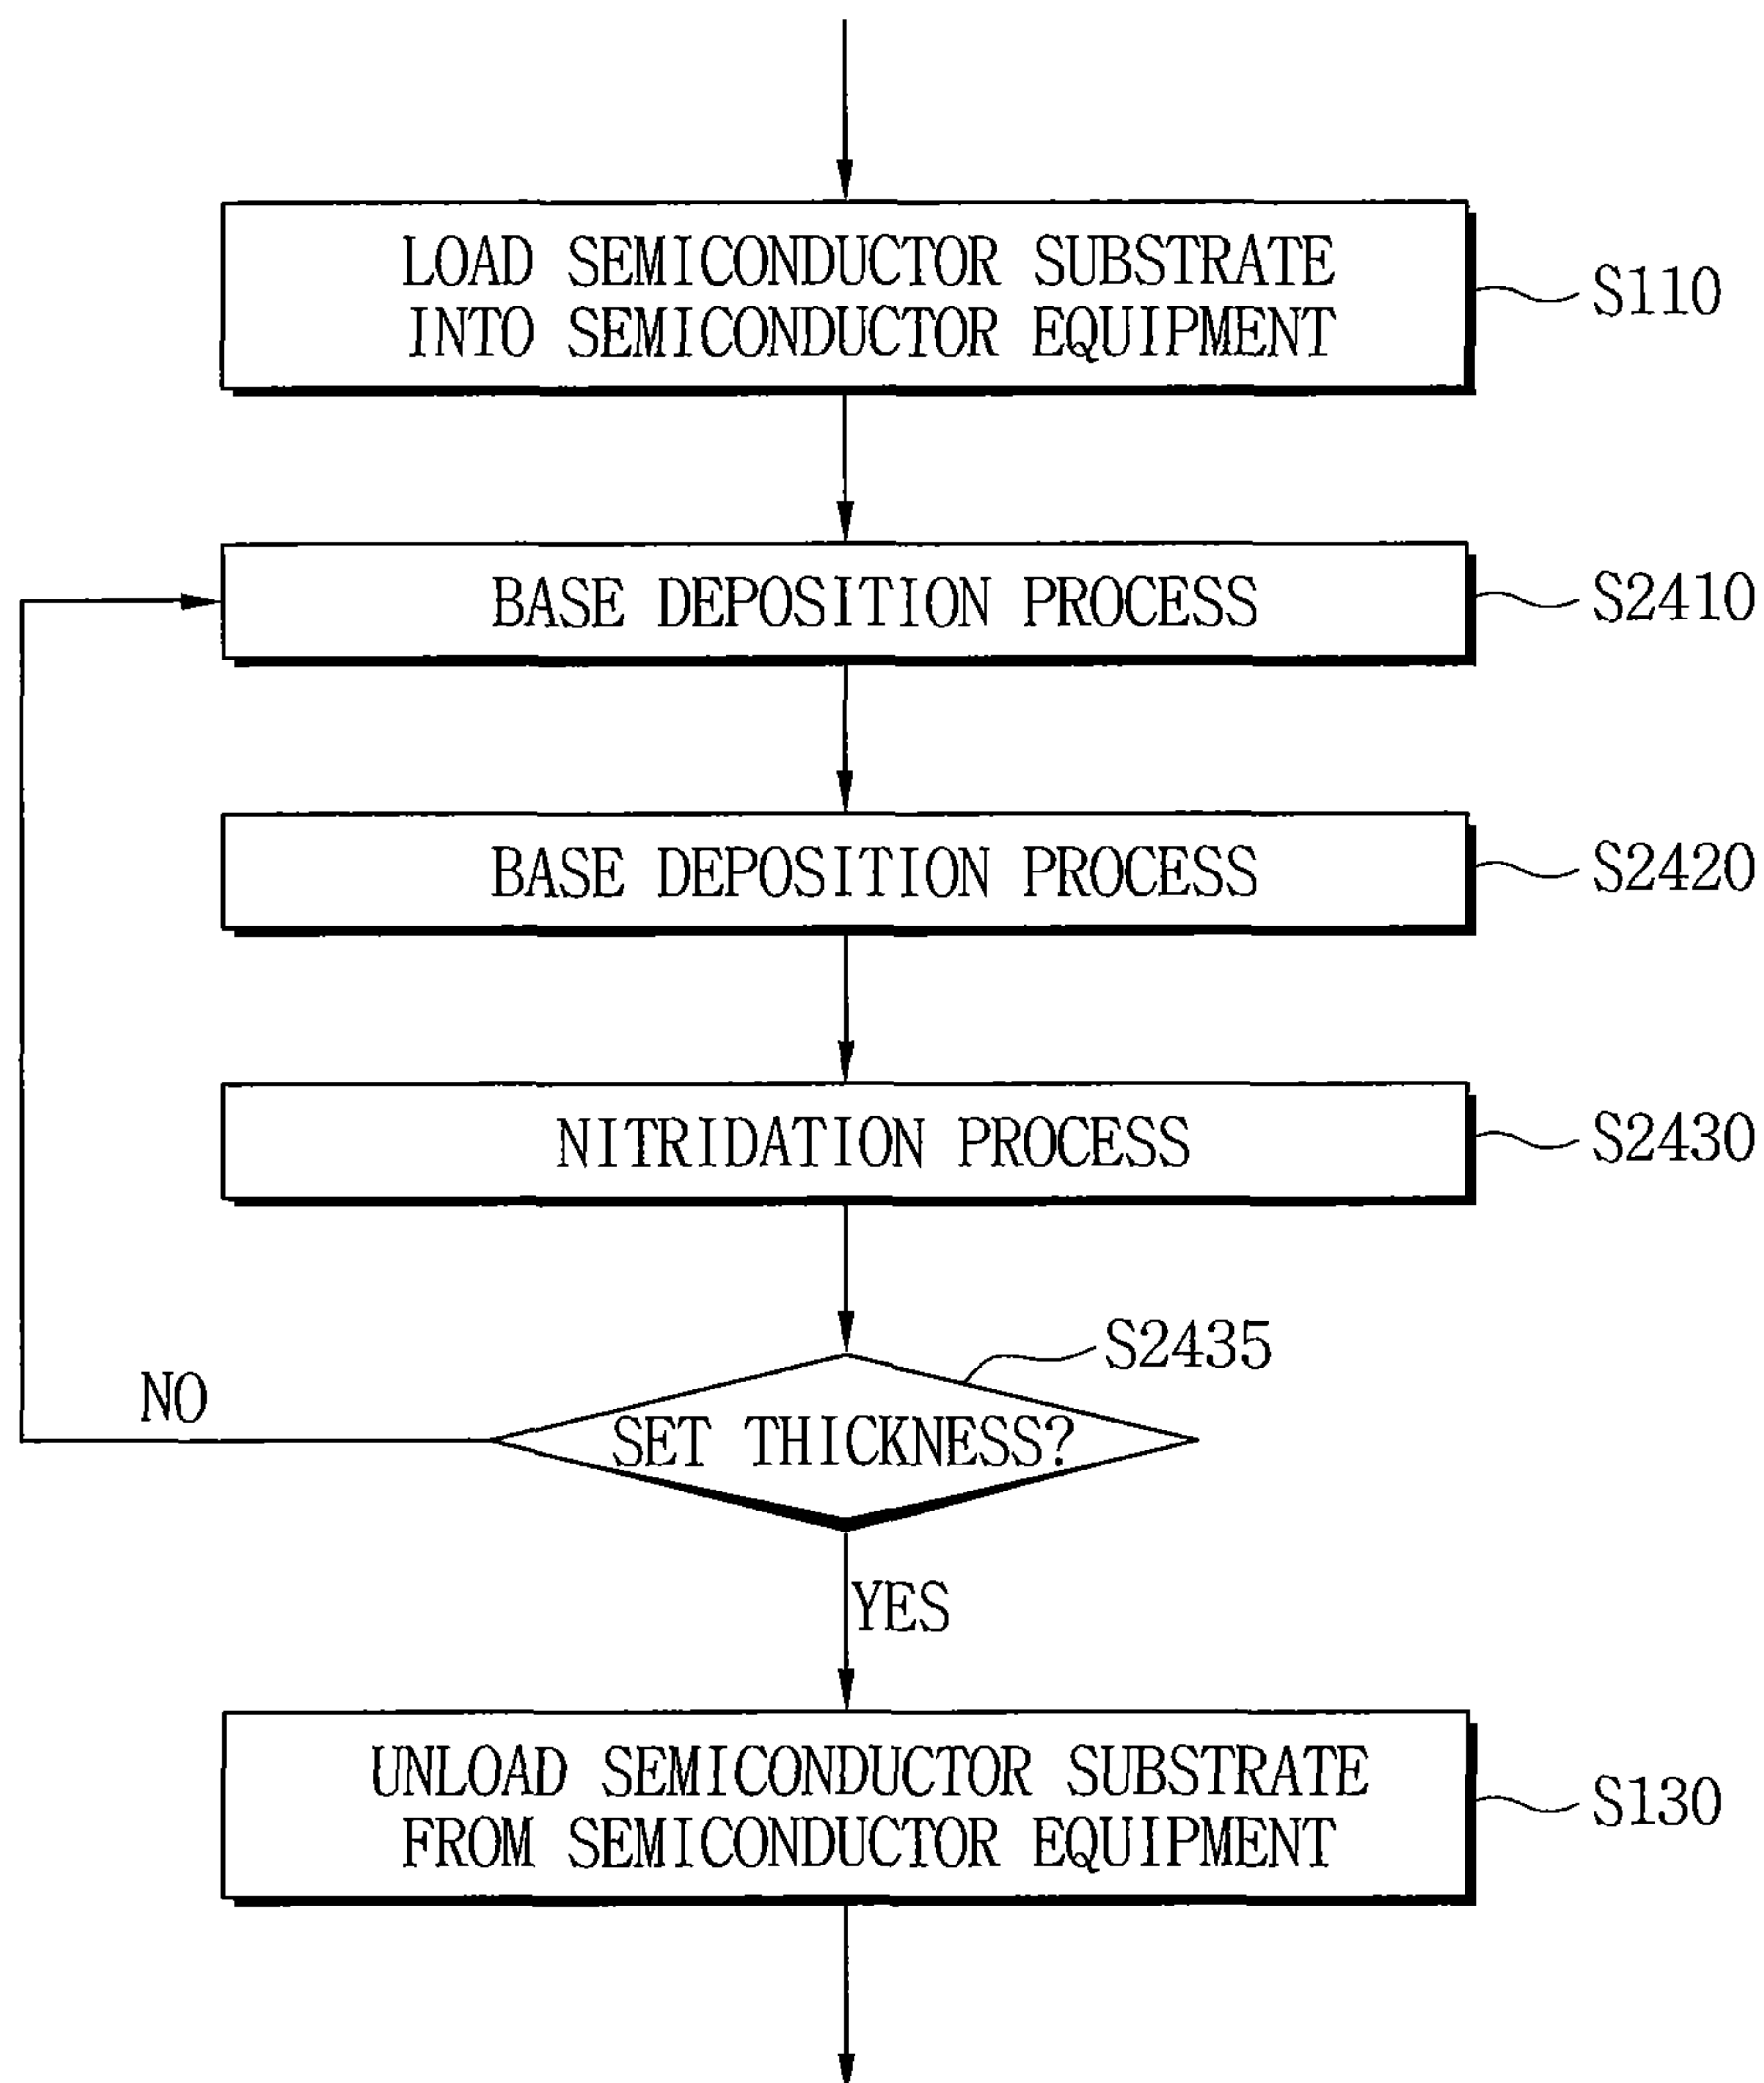 LOAD SEMICONDUCTOR SUBSTRATE
INTO SEMICONDUCTOR EQUIPMENT
S110
BASE DEPOSITION PROCESS
S2410
BASE DEPOSITION PROCESS
S2420
NITRIDATION PROCESS
S2430
S2435
NO
SET THICKNESS?
YES
UNLOAD SEMICONDUCTOR SUBSTRATE
FROM SEMICONDUCTOR EQUIPMENT
S130